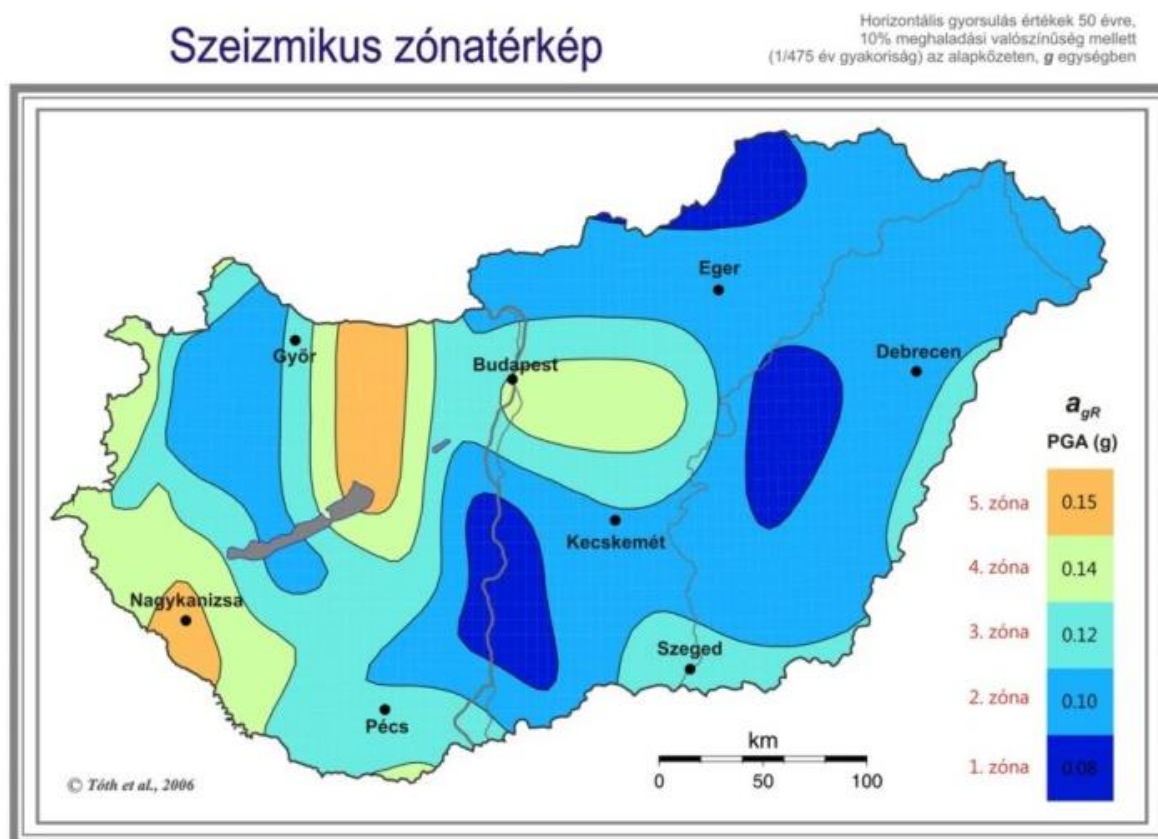 Szeizmikus zónatérkép
Horizontális gyorsulás értékek 50 évre,
10% meghaladási valószínűség mellett
(1/475 év gyakoriság) az alapkőzeten, g egységben
Eger
Győr
Budapest
Debrecen
Kecskemét
Nagykanizsa
Szeged
Pécs
a_gR
PGA (g)
5. zóna 0.15
4. zóna 0.14
3. zóna 0.12
2. zóna 0.10
1. zóna 0.08
km
0 50 100
© Tóth et al., 2006